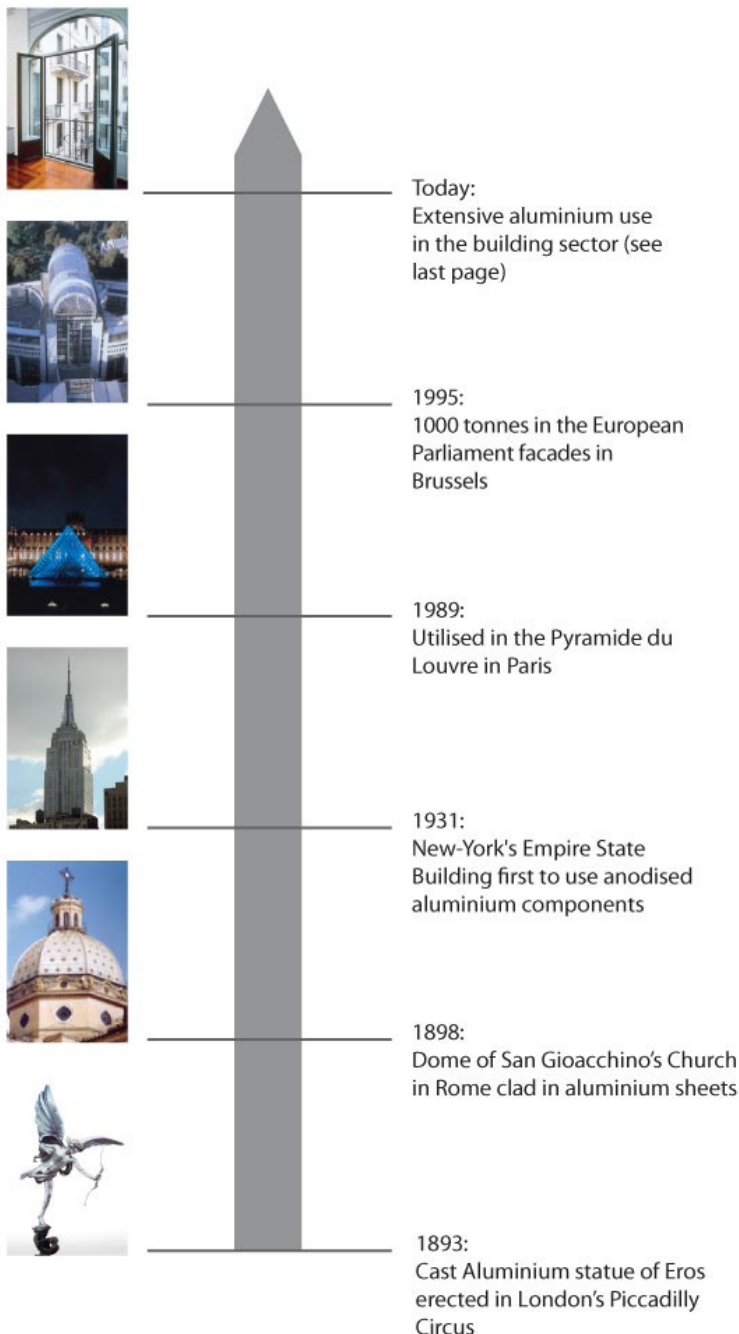 Today:
Extensive aluminium use
in the building sector (see
last page)
1995:
1000 tonnes in the European
Parliament facades in
Brussels
1989:
Utilised in the Pyramide du
Louvre in Paris
1931:
New-York's Empire State
Building first to use anodised
aluminium components
1898:
Dome of San Gioacchino’s Church
in Rome clad in aluminium sheets
1893:
Cast Aluminium statue of Eros
erected in London’s Piccadilly
Circus